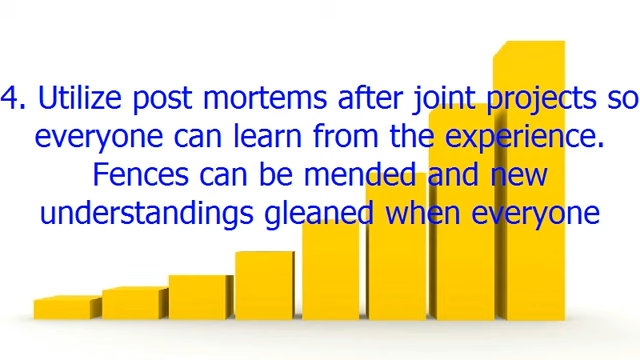 4. Utilize post mortems after joint projects so
everyone can learn from the experience.
Fences can be mended and new
understandings gleaned when everyone